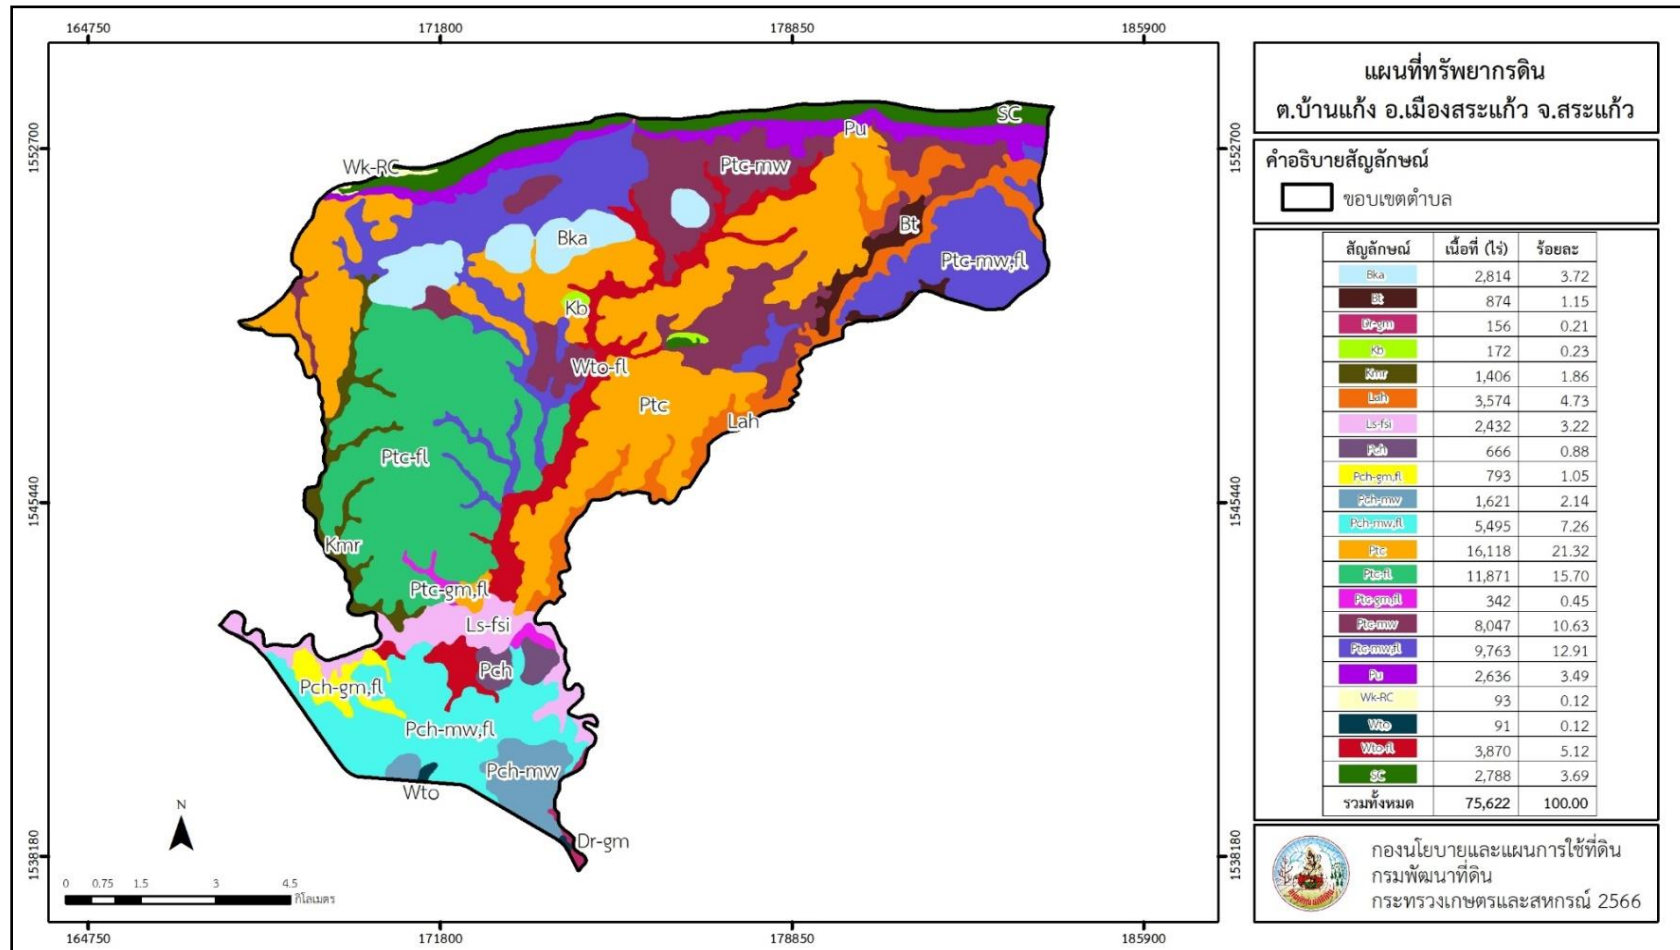 164750 171800 178850 185900
1552700 1552700
1545440 1545440
1538180 1538180
164750 171800 178850 185900
SC
Pu
Wk-RC
Ptc-mw
Bka
Bt
Ptc-mw,fl
Kb
Wto-fl
Ptc
Lah
Ptc-fl
Kmr
Ptc-gm,fl
Ls-fsi
Pch
Pch-gm,fl
Pch-mw,fl
Pch-mw
Wto
Dr-gm
N
0 0.75 1.5 3 4.5
กิโลเมตร
แผนที่ทรัพยากรดิน
ต.บ้านแก้ง อ.เมืองสระแก้ว จ.สระแก้ว
คำอธิบายสัญลักษณ์
ขอบเขตตำบล
สัญลักษณ์ เนื้อที่ (ไร่) ร้อยละ
Bka 2,814 3.72
Bt 874 1.15
Dr-gm 156 0.21
Kb 172 0.23
Kmr 1,406 1.86
Lah 3,574 4.73
Ls-fsi 2,432 3.22
Pch 666 0.88
Pch-gm,fl 793 1.05
Pch-mw 1,621 2.14
Pch-mw,fl 5,495 7.26
Ptc 16,118 21.32
Ptc-fl 11,871 15.70
Ptc-gm,fl 342 0.45
Ptc-mw 8,047 10.63
Ptc-mw,fl 9,763 12.91
Pu 2,636 3.49
Wk-RC 93 0.12
Wto 91 0.12
Wto-fl 3,870 5.12
SC 2,788 3.69
รวมทั้งหมด 75,622 100.00
กองนโยบายและแผนการใช้ที่ดิน
กรมพัฒนาที่ดิน
กระทรวงเกษตรและสหกรณ์ 2566